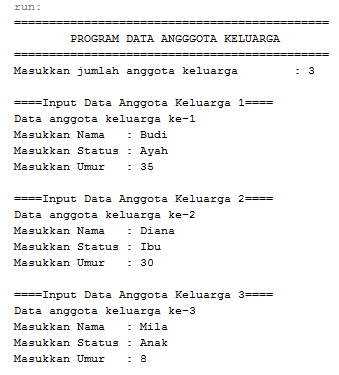 run:
=============================================
PROGRAM DATA ANGGGOTA KELUARGA
=============================================
Masukkan jumlah anggota keluarga : 3
====Input Data Anggota Keluarga 1====
Data anggota keluarga ke-1
Masukkan Nama : Budi
Masukkan Status : Ayah
Masukkan Umur : 35
====Input Data Anggota Keluarga 2====
Data anggota keluarga ke-2
Masukkan Nama : Diana
Masukkan Status : Ibu
Masukkan Umur : 30
====Input Data Anggota Keluarga 3====
Data anggota keluarga ke-3
Masukkan Nama : Mila
Masukkan Status : Anak
Masukkan Umur : 8